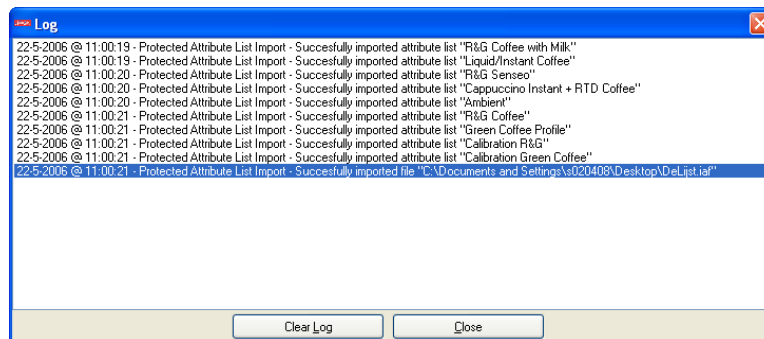 Log
22-5-2006 @ 11:00:19 - Protected Attribute List Import - Succesfully imported attribute list "R&G Coffee with Milk"
22-5-2006 @ 11:00:19 - Protected Attribute List Import - Succesfully imported attribute list "Liquid/Instant Coffee"
22-5-2006 @ 11:00:20 - Protected Attribute List Import - Succesfully imported attribute list "R&G Senseo"
22-5-2006 @ 11:00:20 - Protected Attribute List Import - Succesfully imported attribute list "Cappuccino Instant + RTD Coffee"
22-5-2006 @ 11:00:20 - Protected Attribute List Import - Succesfully imported attribute list "Ambient"
22-5-2006 @ 11:00:21 - Protected Attribute List Import - Succesfully imported attribute list "R&G Coffee"
22-5-2006 @ 11:00:21 - Protected Attribute List Import - Succesfully imported attribute list "Green Coffee Profile"
22-5-2006 @ 11:00:21 - Protected Attribute List Import - Succesfully imported attribute list "Calibration R&G"
22-5-2006 @ 11:00:21 - Protected Attribute List Import - Succesfully imported attribute list "Calibration Green Coffee"
22-5-2006 @ 11:00:21 - Protected Attribute List Import - Succesfully imported file "C:\Documents and Settings\s020408\Desktop\DeLijst.iaf"
Clear Log
Close